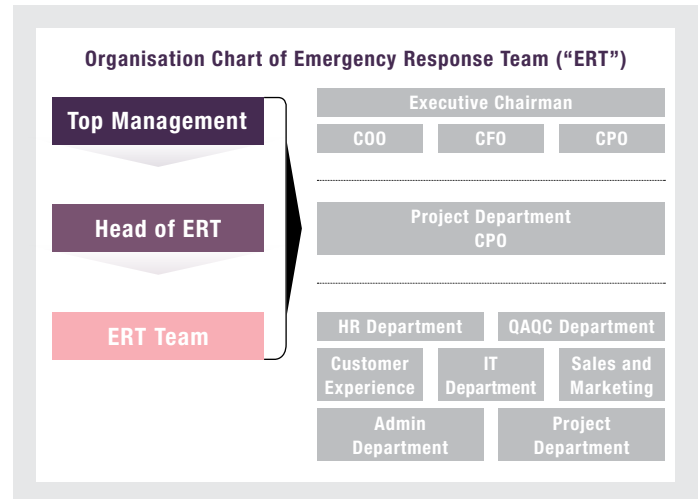 Organisation Chart of Emergency Response Team (“ERT”)
Top Management
Executive Chairman
COO
CFO
CPO
Head of ERT
Project Department
CPO
ERT Team
HR Department
QAQC Department
Customer
Experience
IT
Department
Sales and
Marketing
Admin
Department
Project
Department